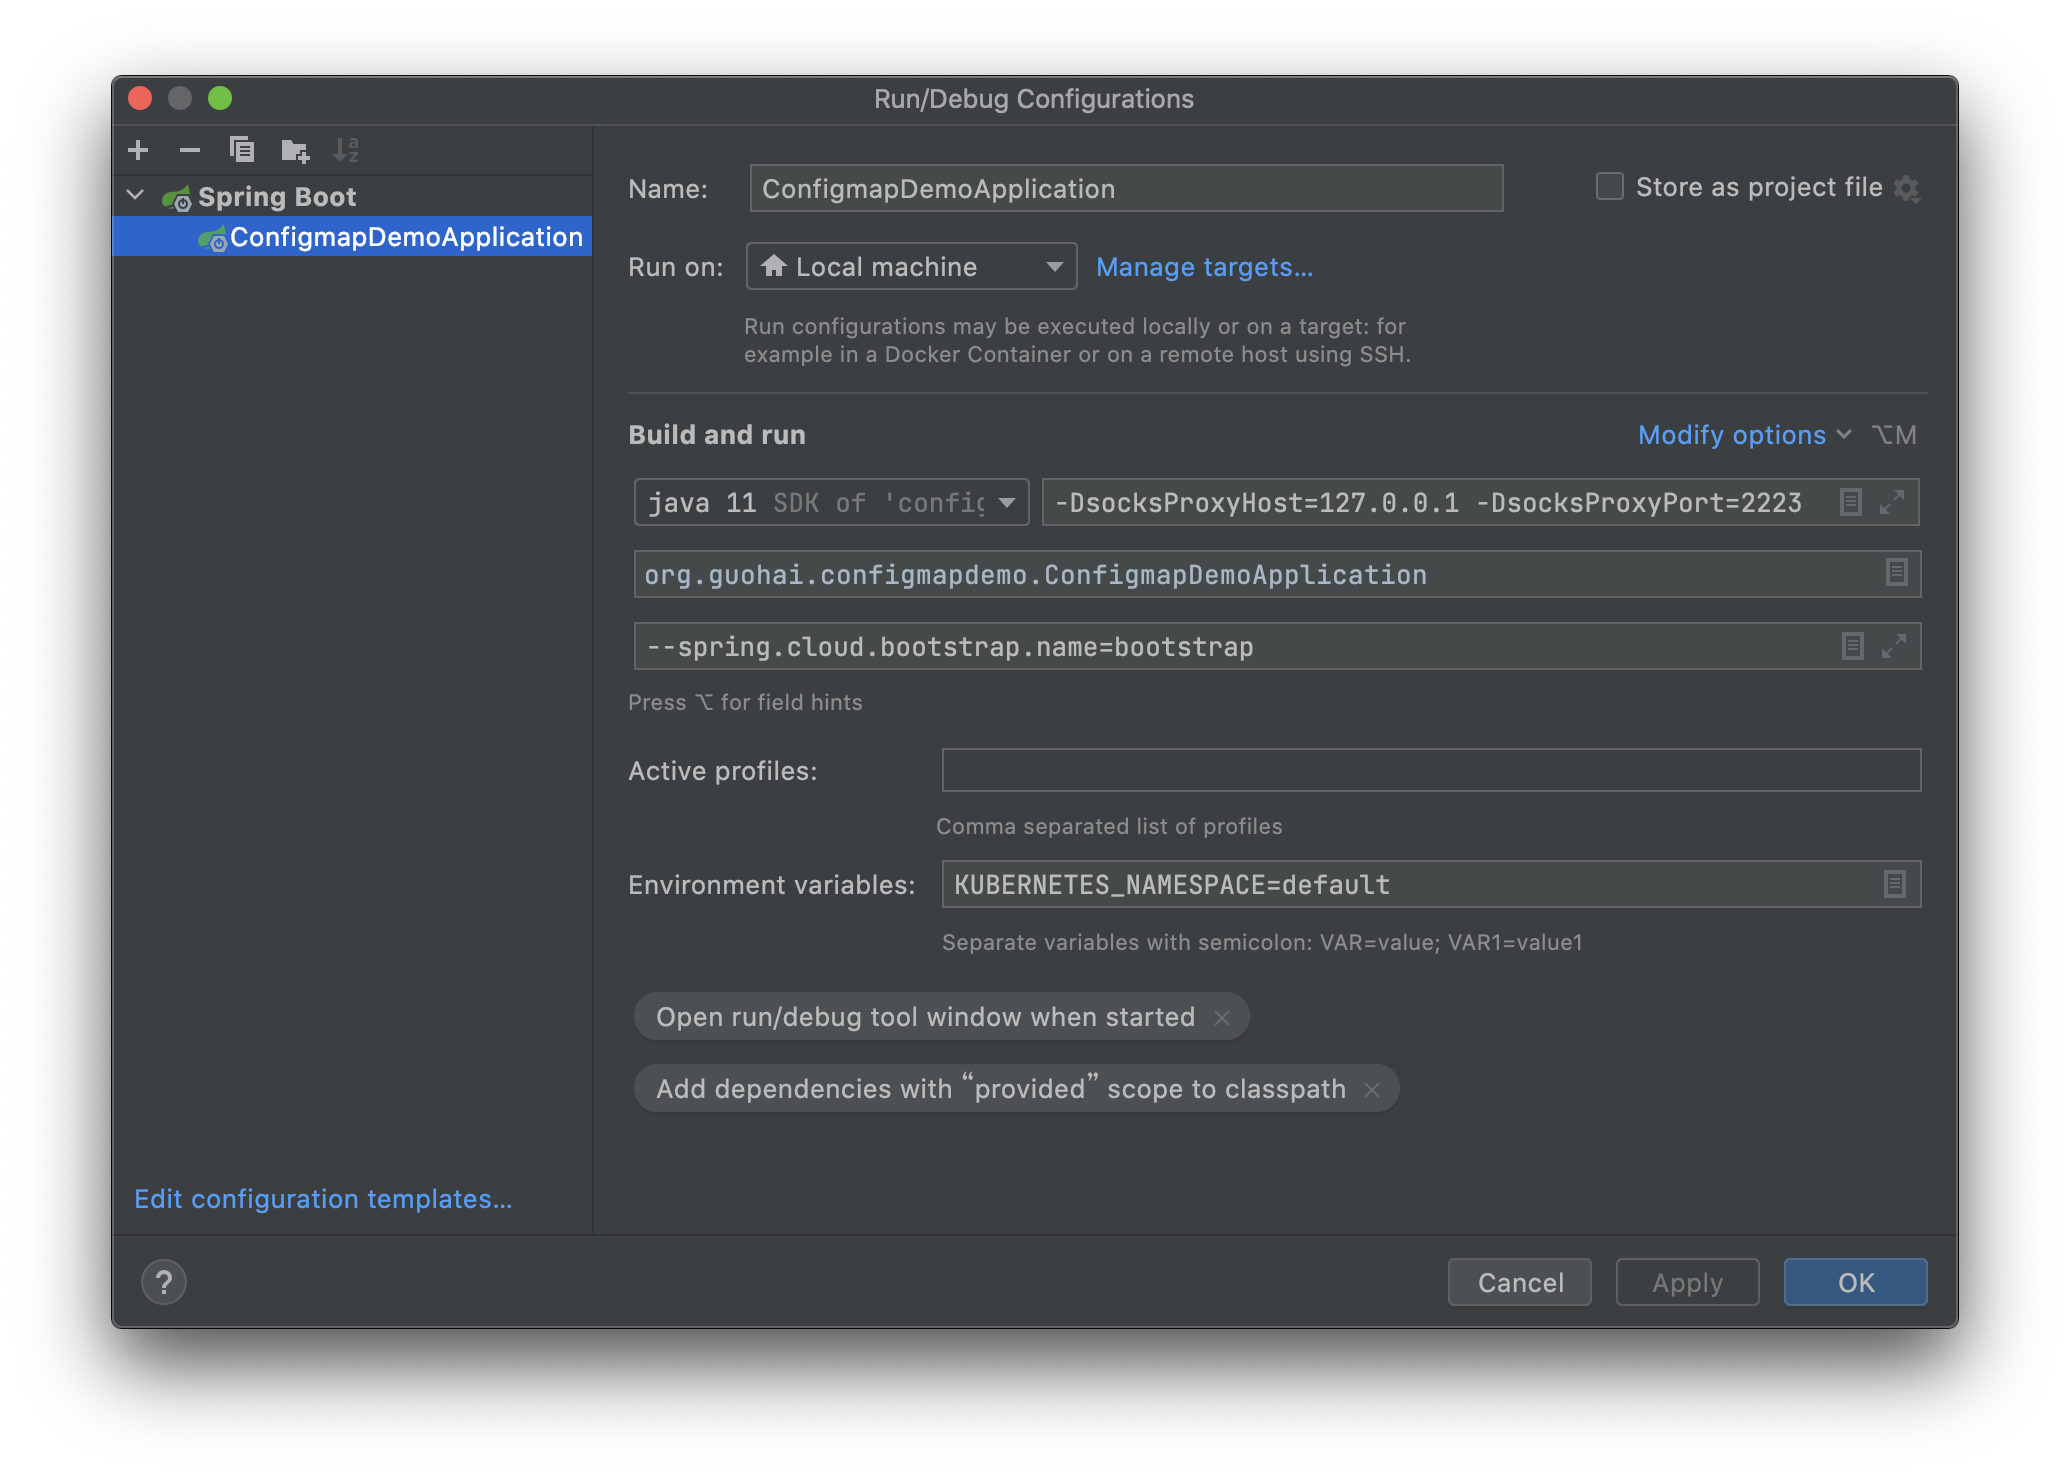 Run/Debug Configurations
Spring Boot
ConfigmapDemoApplication
Edit configuration templates...
Name: ConfigmapDemoApplication
Store as project file
Run on: Local machine Manage targets...
Run configurations may be executed locally or on a target: for
example in a Docker Container or on a remote host using SSH.
Build and run
Modify options ⌥M
java 11 SDK of 'config -DsocksProxyHost=127.0.0.1 -DsocksProxyPort=2223
org.guohai.configmapdemo.ConfigmapDemoApplication
--spring.cloud.bootstrap.name=bootstrap
Press ⌥ for field hints
Active profiles:
Comma separated list of profiles
Environment variables: KUBERNETES_NAMESPACE=default
Separate variables with semicolon: VAR=value; VAR1=value1
Open run/debug tool window when started ×
Add dependencies with “provided” scope to classpath ×
? Cancel Apply OK